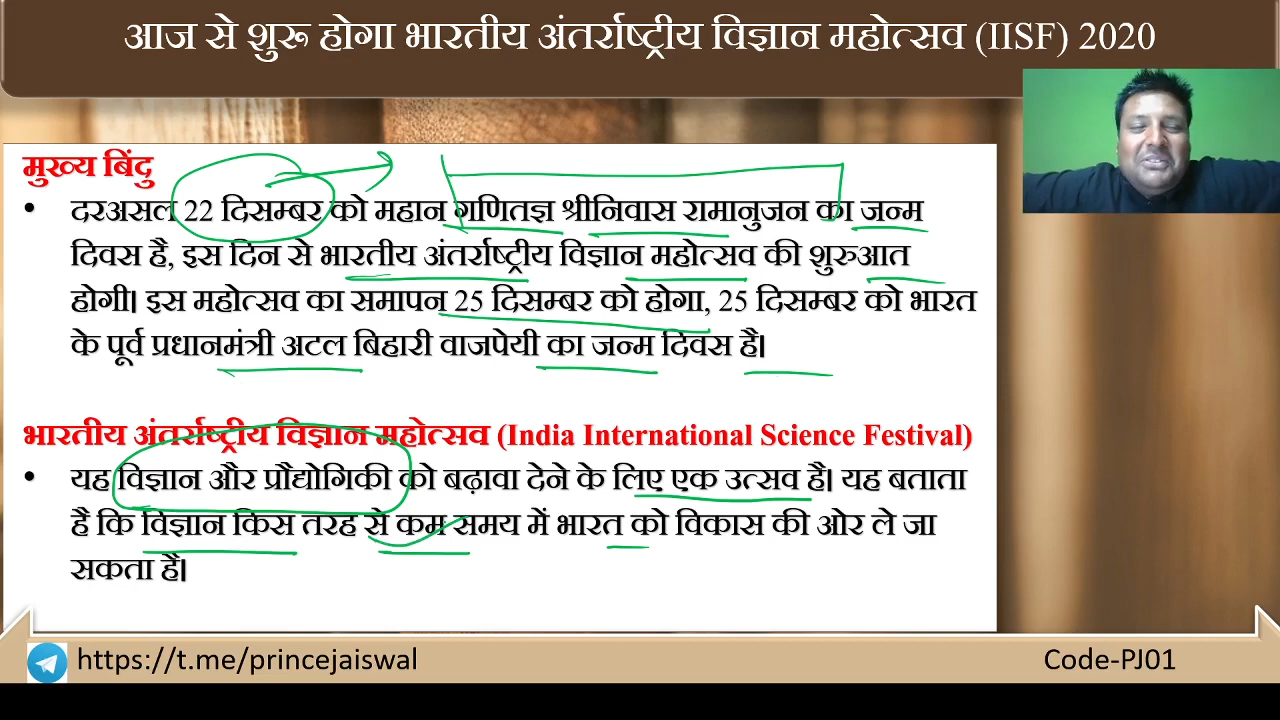 आज से शुरू होगा भारतीय अंतर्राष्ट्रीय विज्ञान महोत्सव (IISF) 2020
मुख्य बिंदु
• दरअसल 22 दिसम्बर को महान गणितज्ञ श्रीनिवास रामानुजन का जन्म
दिवस है, इस दिन से भारतीय अंतर्राष्ट्रीय विज्ञान महोत्सव की शुरुआत
होगी। इस महोत्सव का समापन 25 दिसम्बर को होगा, 25 दिसम्बर को भारत
के पूर्व प्रधानमंत्री अटल बिहारी वाजपेयी का जन्म दिवस है।
भारतीय अंतर्राष्ट्रीय विज्ञान महोत्सव (India International Science Festival)
• यह विज्ञान और प्रौद्योगिकी को बढ़ावा देने के लिए एक उत्सव है। यह बताता
है कि विज्ञान किस तरह से कम समय में भारत को विकास की ओर ले जा
सकता है।
https://t.me/princejaiswal
Code-PJ01